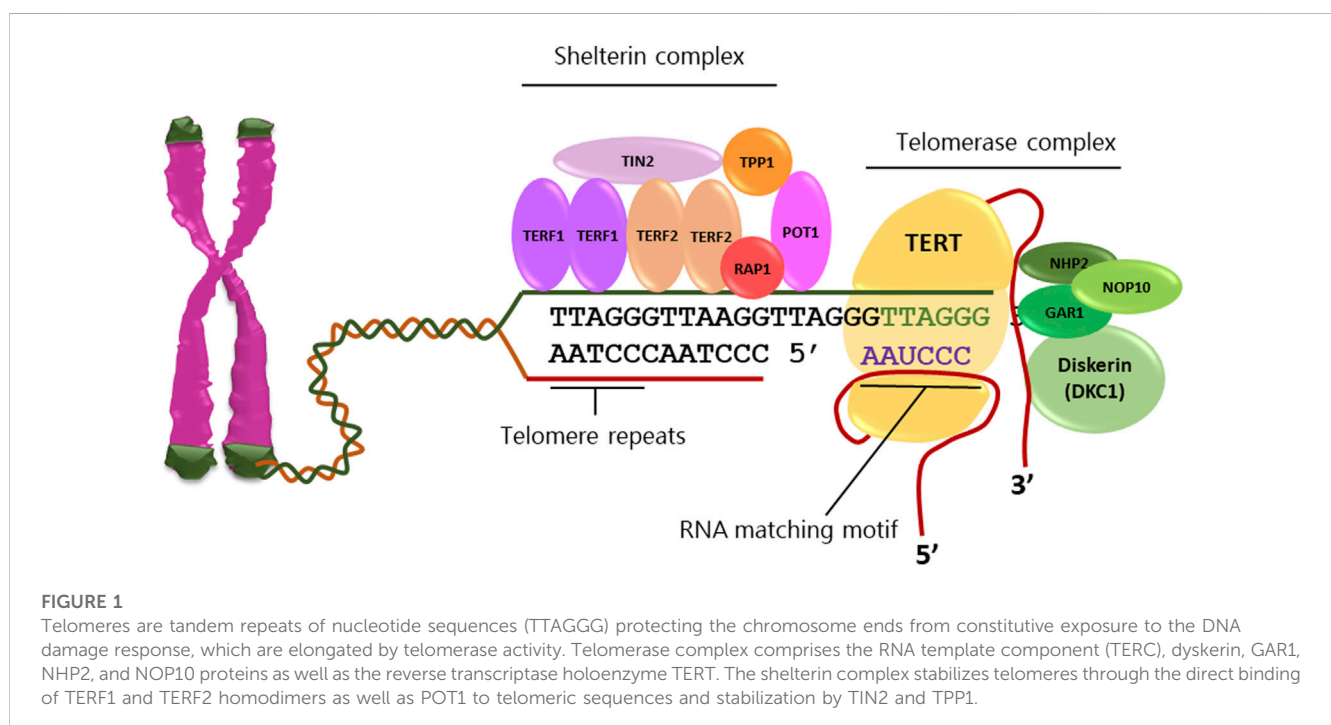 Shelterin complex
Telomerase complex
TIN2
TPP1
TERF1
TERF1
TERF2
TERF2
RAP1
POT1
TERT
NHP2
NOP10
GAR1
Diskerin
(DKC1)
TTAGGGTTAAGGTTAGGGTTAGGG
AATCCCAATCCC 5’ AAUCCC
Telomere repeats
RNA matching motif
3’
5’
FIGURE 1
Telomeres are tandem repeats of nucleotide sequences (TTAGGG) protecting the chromosome ends from constitutive exposure to the DNA
damage response, which are elongated by telomerase activity. Telomerase complex comprises the RNA template component (TERC), dyskerin, GAR1,
NHP2, and NOP10 proteins as well as the reverse transcriptase holoenzyme TERT. The shelterin complex stabilizes telomeres through the direct binding
of TERF1 and TERF2 homodimers as well as POT1 to telomeric sequences and stabilization by TIN2 and TPP1.